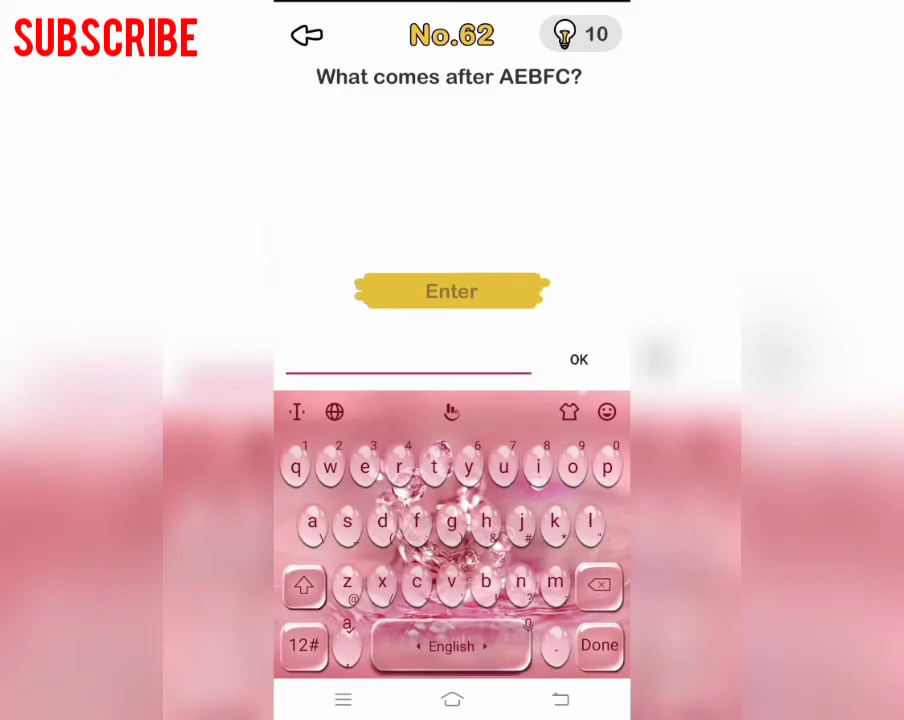 SUBSCRIBE
No.62
10
What comes after AEBFC?
Enter
OK
1 2 3 4 5 6 7 8 9 0
q w e r t y u i o p
a s d f g h j k l
\ _ ( : ) & # * "
z x c v b n m
@ ! ?
a
12# , English . Done